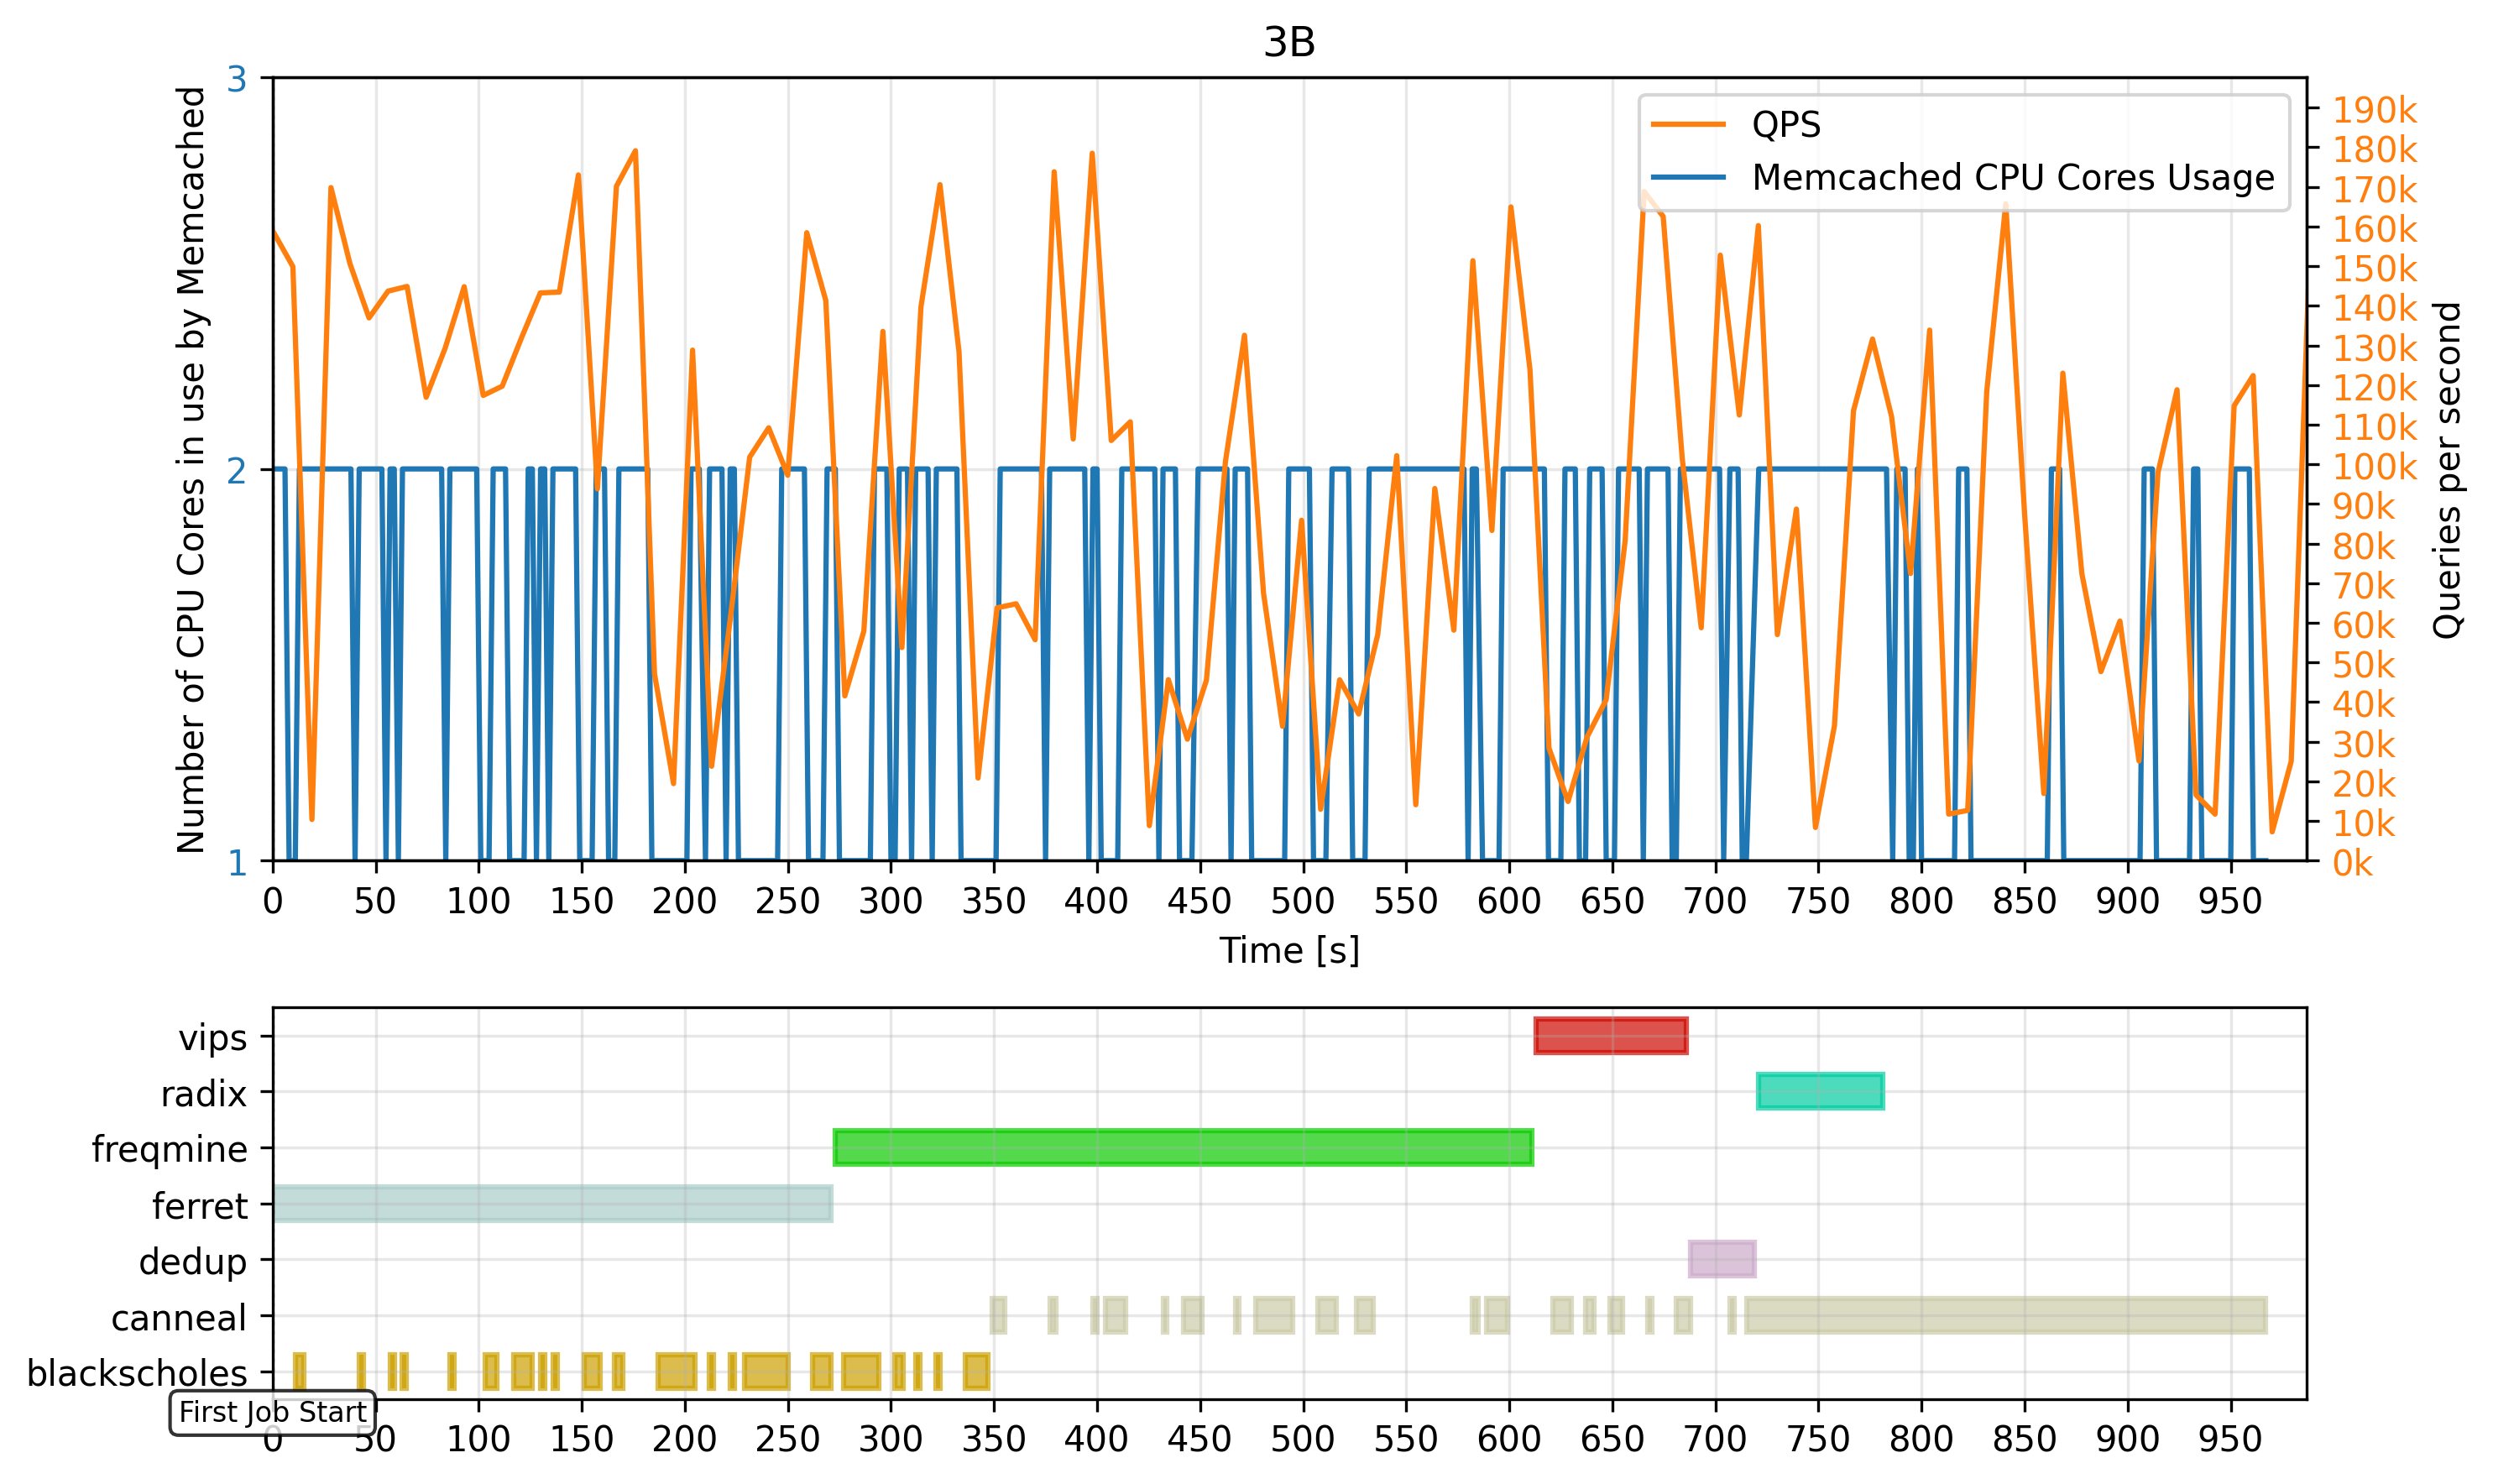 3B
Number of CPU Cores in use by Memcached
3
2
1
QPS
Memcached CPU Cores Usage
190k
180k
170k
160k
150k
140k
130k
120k
110k
100k
90k
80k
70k
60k
50k
40k
30k
20k
10k
0k
Queries per second
0 50 100 150 200 250 300 350 400 450 500 550 600 650 700 750 800 850 900 950
Time [s]
vips
radix
freqmine
ferret
dedup
canneal
blackscholes
First Job Start
0 50 100 150 200 250 300 350 400 450 500 550 600 650 700 750 800 850 900 950